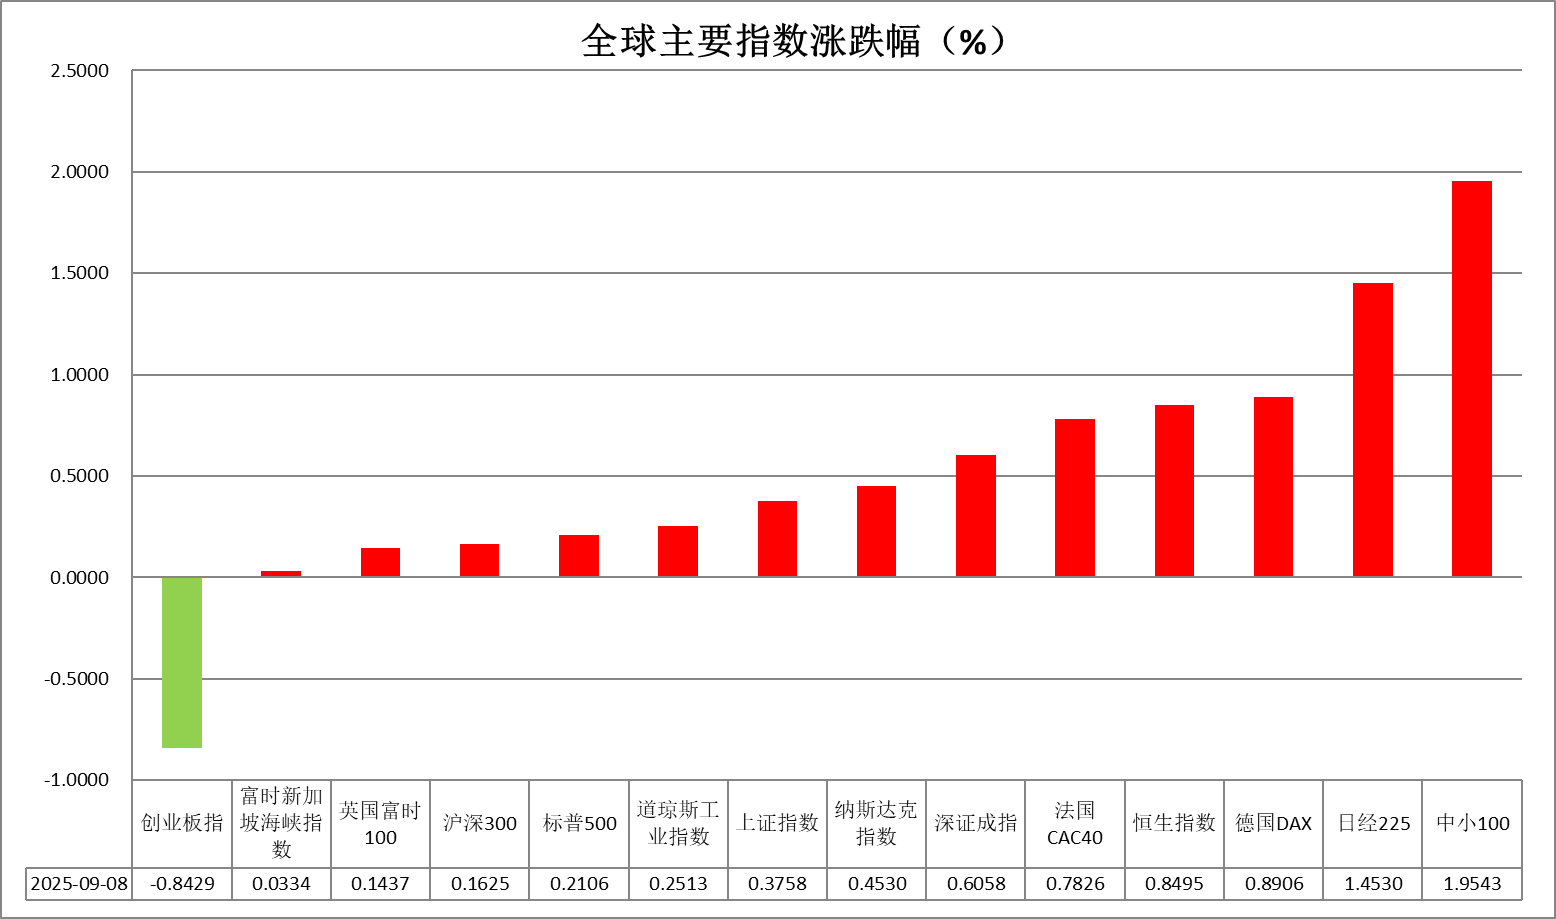 全球主要指数涨跌幅（%）
2.5000
2.0000
1.5000
1.0000
0.5000
0.0000
-0.5000
-1.0000
创业板指
富时新加
坡海峡指
数
英国富时
100
沪深300
标普500
道琼斯工
业指数
上证指数
纳斯达克
指数
深证成指
法国
CAC40
恒生指数
德国DAX
日经225
中小100
2025-09-08 -0.8429 0.0334 0.1437 0.1625 0.2106 0.2513 0.3758 0.4530 0.6058 0.7826 0.8495 0.8906 1.4530 1.9543